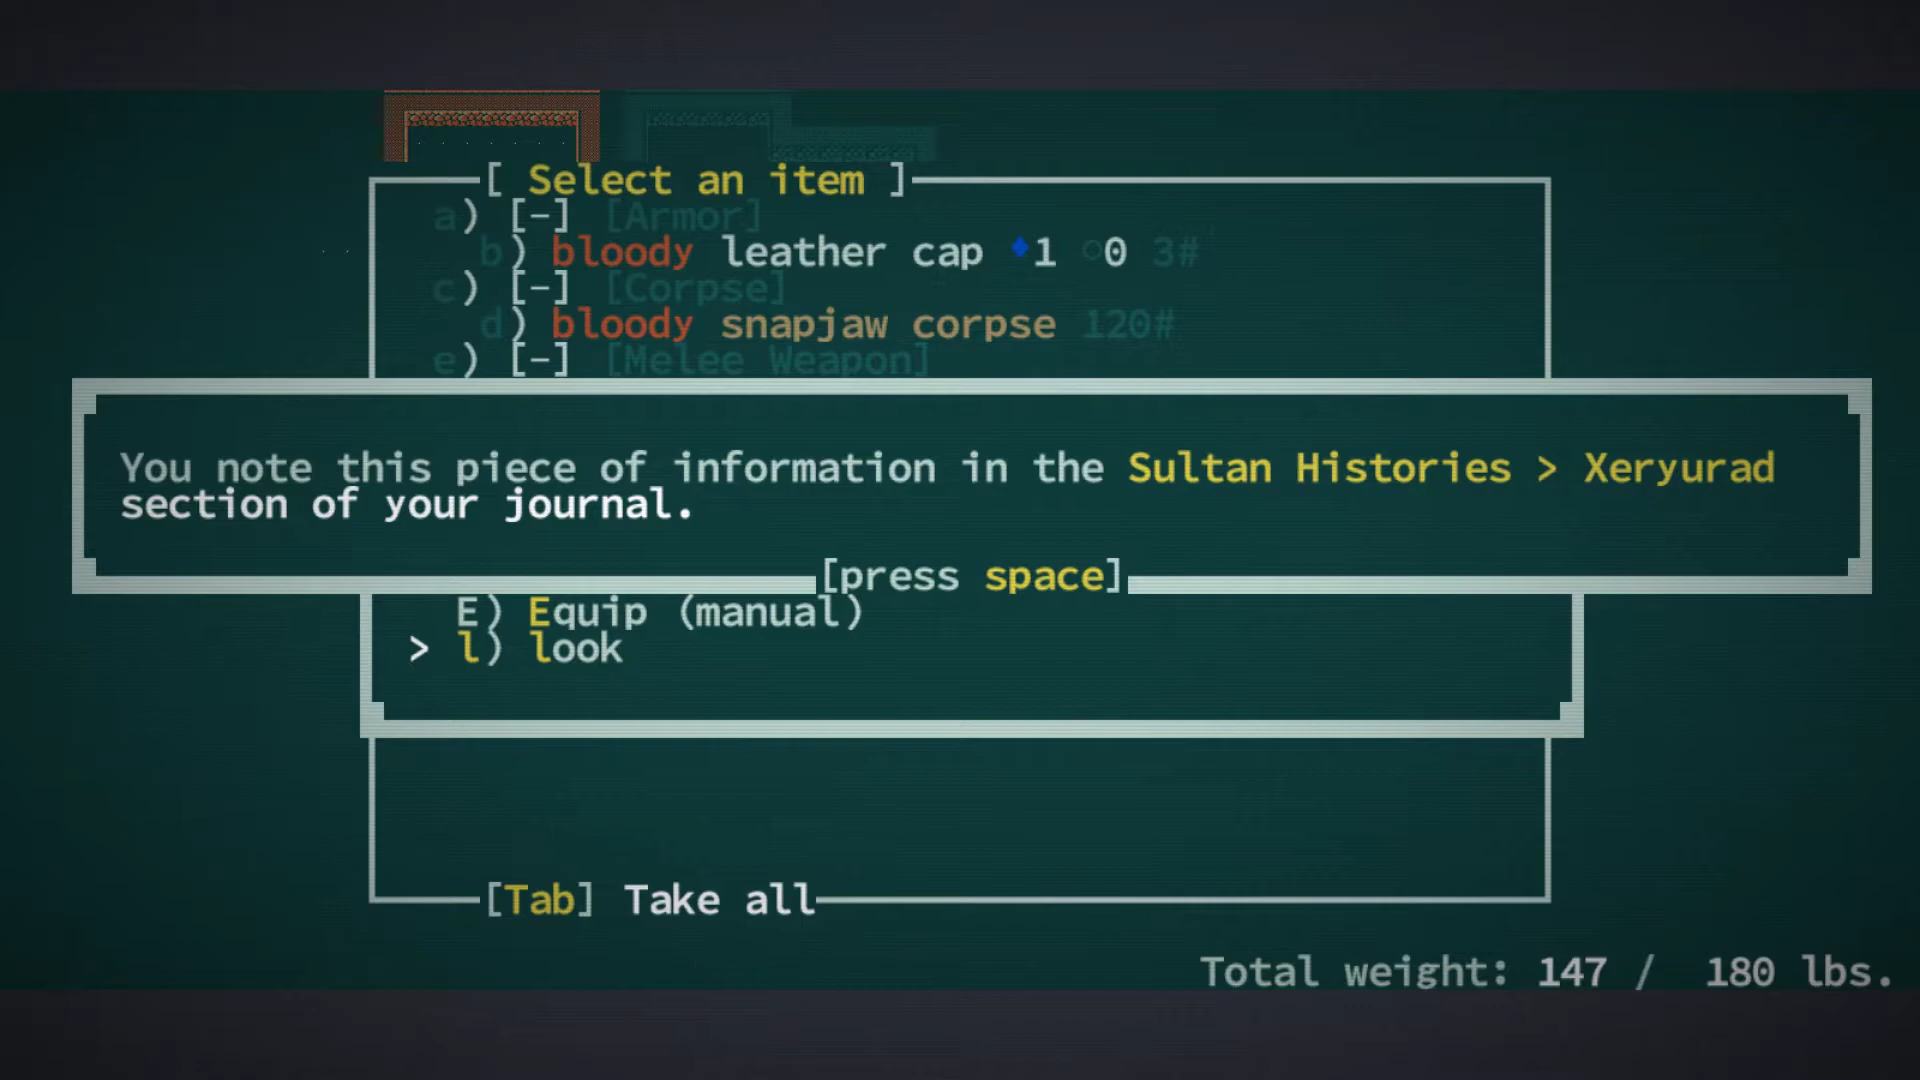 [ Select an item ]
a) [-] [Armor]
b) bloody leather cap ♦1 ○0 3#
c) [-] [Corpse]
d) bloody snapjaw corpse 120#
e) [-] [Melee Weapon]
You note this piece of information in the Sultan Histories > Xeryurad
section of your journal.
[press space]
E) Equip (manual)
> l) look
[Tab] Take all
Total weight: 147 / 180 lbs.